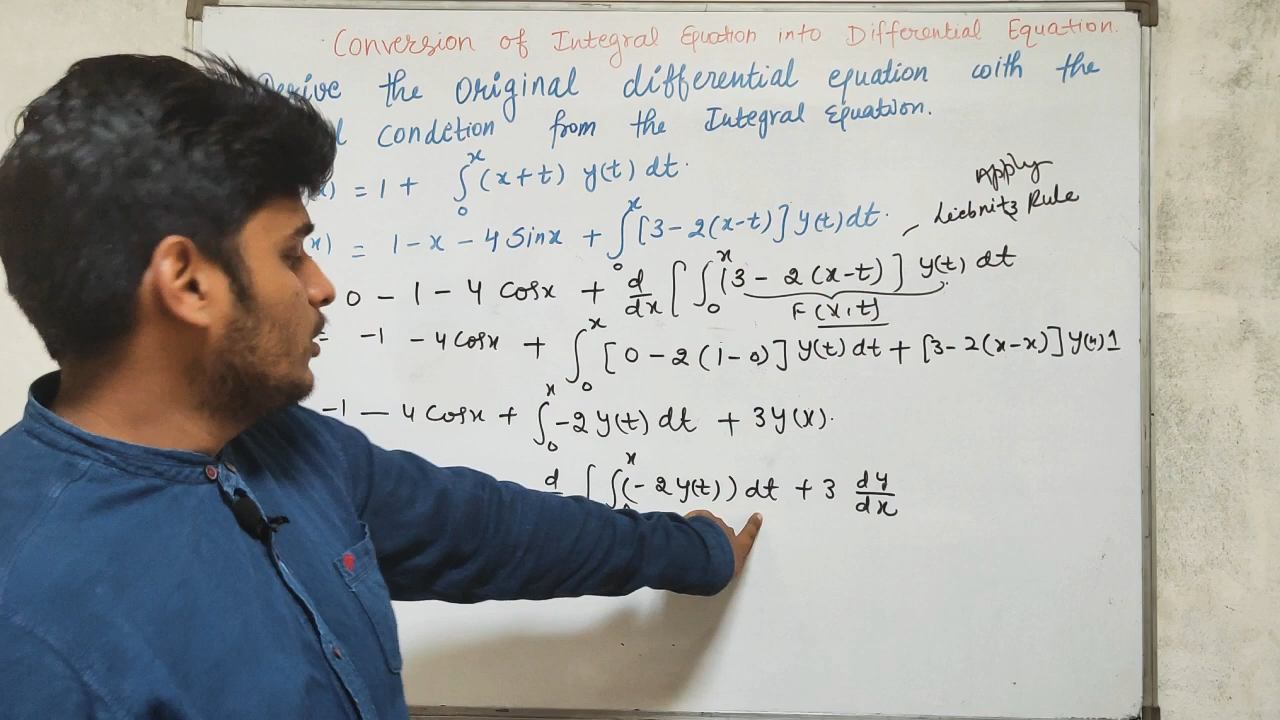 Conversion of Integral Equation into Differential Equation.
the original differential equation with the
condition from the Integral Equation.
x) = 1 + ∫₀ˣ (x+t) y(t) dt.
(x) = 1 - x - 4 Sinx + ∫₀ˣ [3 - 2(x-t)] y(t) dt.
Apply
Liebnitz Rule
0 - 1 - 4 Cosx + d/dx [ ∫₀ˣ (3 - 2(x-t)] y(t) dt
F(x,t)
= -1 - 4 Cosx + ∫₀ˣ [0 - 2(1-0)] y(t) dt + [3 - 2(x-x)] y(x) 1
-1 - 4 Cosx + ∫₀ˣ -2 y(t) dt + 3 y(x).
d [ ∫ˣ (-2 y(t)) dt + 3 dy/dx